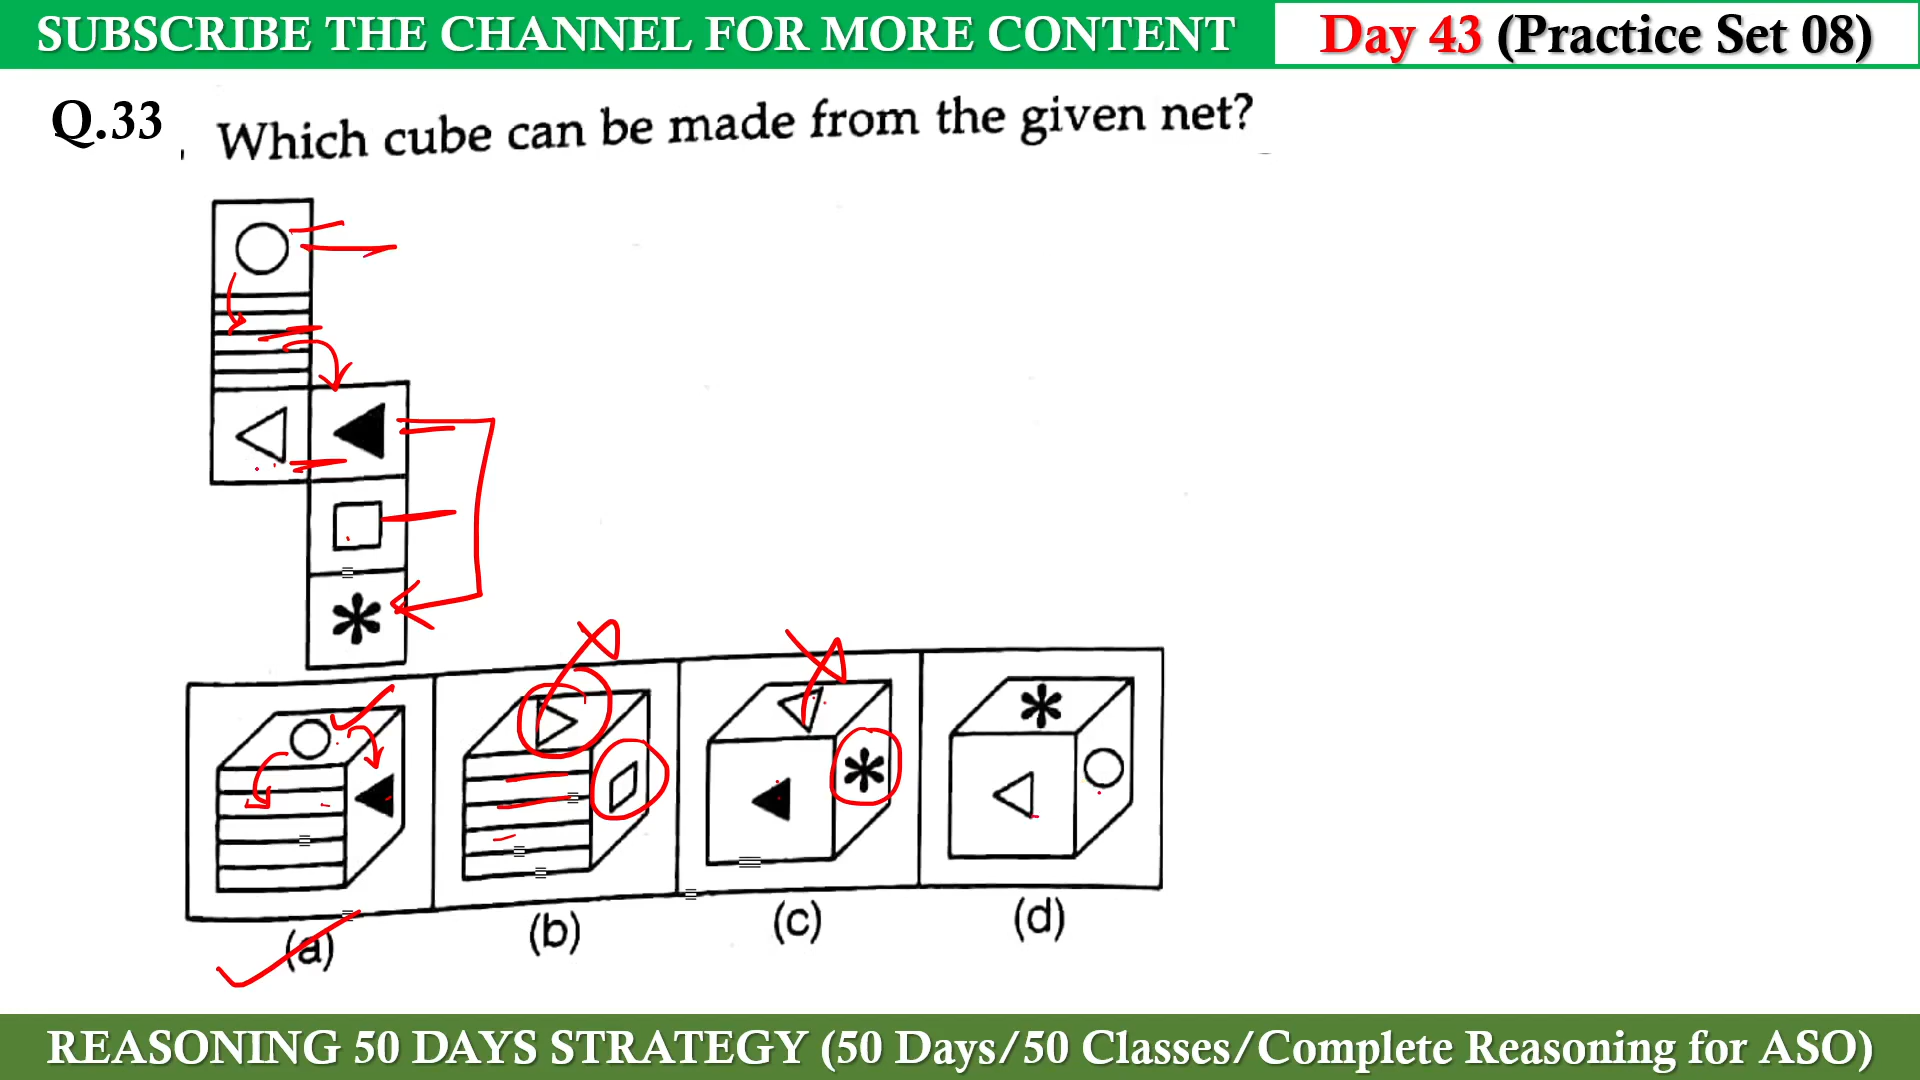 SUBSCRIBE THE CHANNEL FOR MORE CONTENT
Day 43 (Practice Set 08)
Q.33
Which cube can be made from the given net?
(a)
(b)
(c)
(d)
REASONING 50 DAYS STRATEGY (50 Days/50 Classes/Complete Reasoning for ASO)